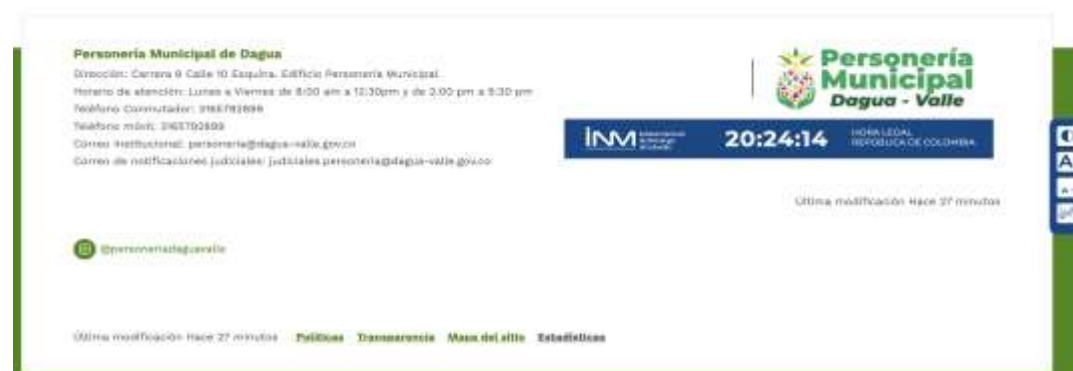 Personería Municipal de Dagua
Dirección: Carrera 9 Calle 10 Esquina. Edificio Personería Municipal.
Horario de atención: Lunes a Viernes de 8:00 am a 12:30pm y de 2:00 pm a 5:30 pm
Teléfono Conmutador: 3165792899
Teléfono móvil: 3165792899
Correo institucional: personeria@dagua-valle.gov.co
Correo de notificaciones judiciales: judiciales.personeria@dagua-valle.gov.co
Personería
Municipal
Dagua - Valle
INM
20:24:14
HORA LEGAL
REPÚBLICA DE COLOMBIA
Última modificación Hace 27 minutos
@personeriadaguavalle
Última modificación Hace 27 minutos Políticas Transparencia Mapa del sitio Estadísticas